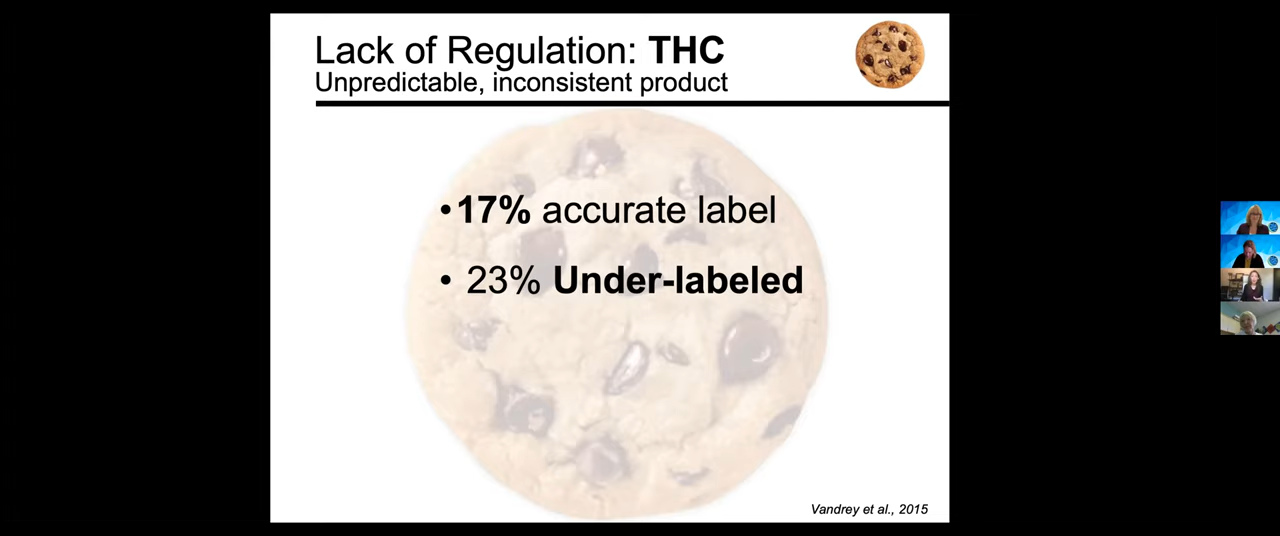 Lack of Regulation: THC
Unpredictable, inconsistent product
•17% accurate label
• 23% Under-labeled
Vandrey et al., 2015